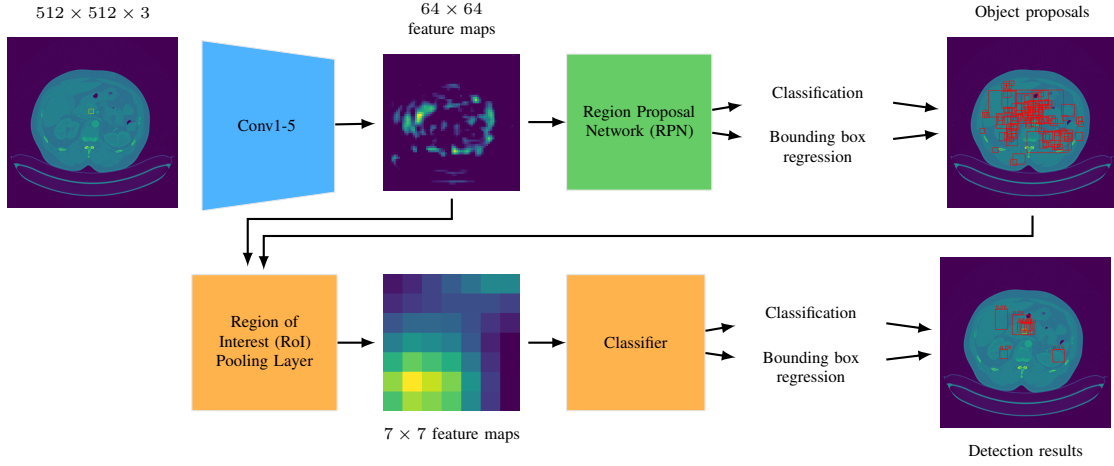 512 × 512 × 3
64 × 64
feature maps
Object proposals
Conv1-5
Region Proposal
Network (RPN)
Classification
Bounding box
regression
Region of
Interest (RoI)
Pooling Layer
7 × 7 feature maps
Classifier
Classification
Bounding box
regression
Detection results